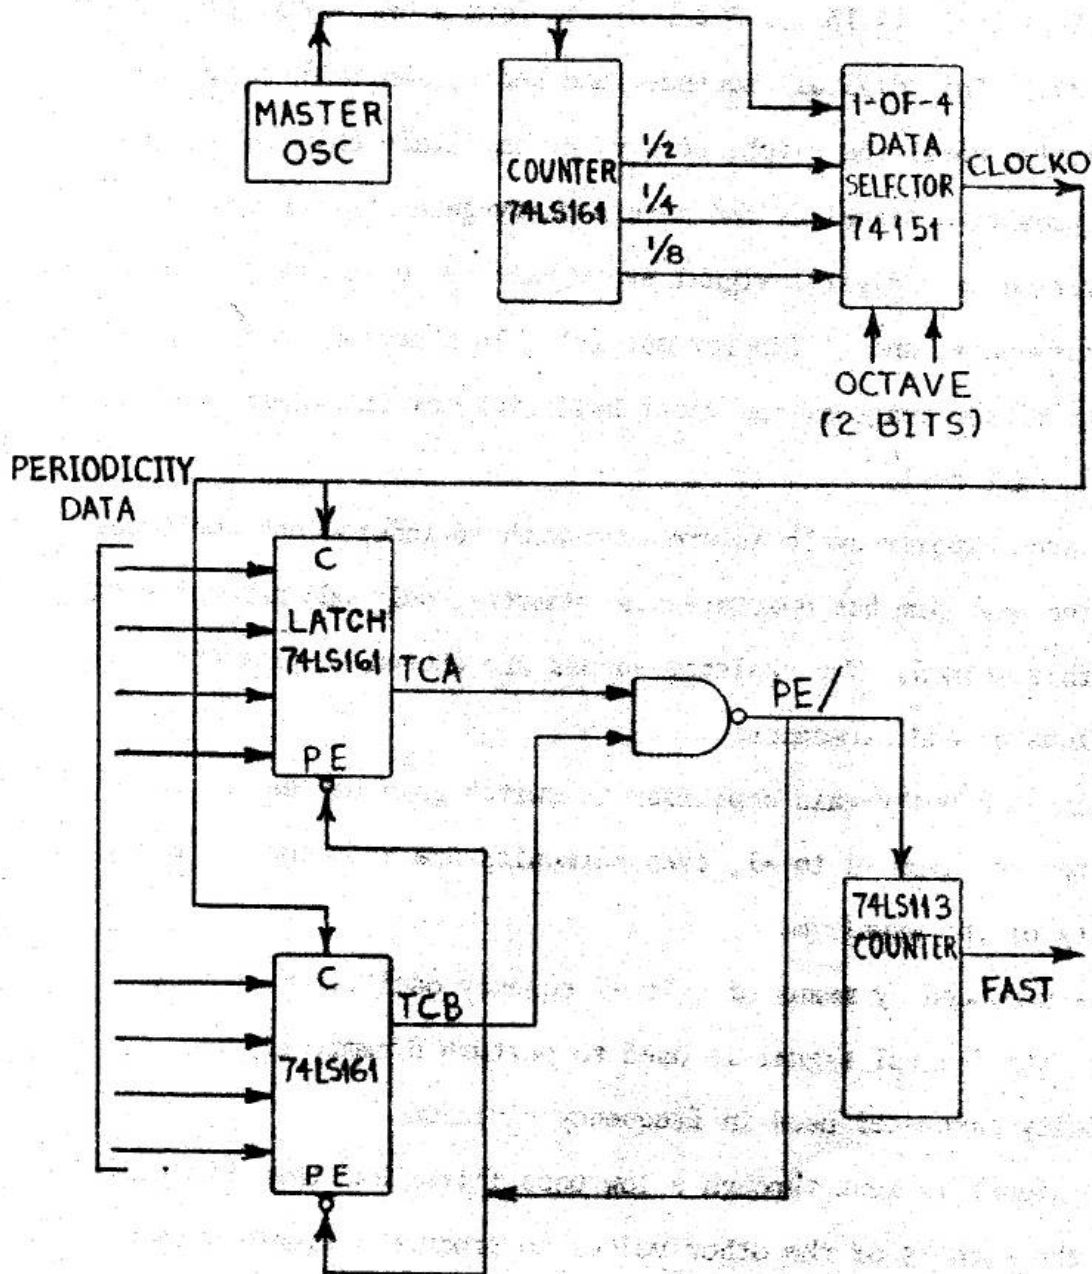 MASTER
OSC
COUNTER
74LS161
1/2
1/4
1/8
1-OF-4
DATA
SELECTOR
74151
CLOCKO
OCTAVE
(2 BITS)
PERIODICITY
DATA
C
LATCH
74LS161
PE
TCA
PE/
C
74LS161
PE
TCB
74LS113
COUNTER
FAST